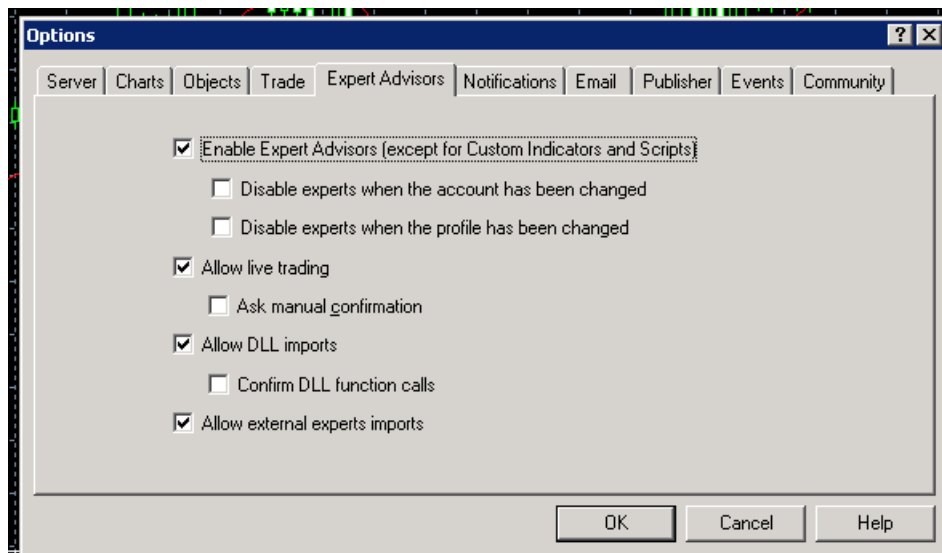 Options
Server Charts Objects Trade Expert Advisors Notifications Email Publisher Events Community
Enable Expert Advisors (except for Custom Indicators and Scripts)
Disable experts when the account has been changed
Disable experts when the profile has been changed
Allow live trading
Ask manual confirmation
Allow DLL imports
Confirm DLL function calls
Allow external experts imports
OK Cancel Help